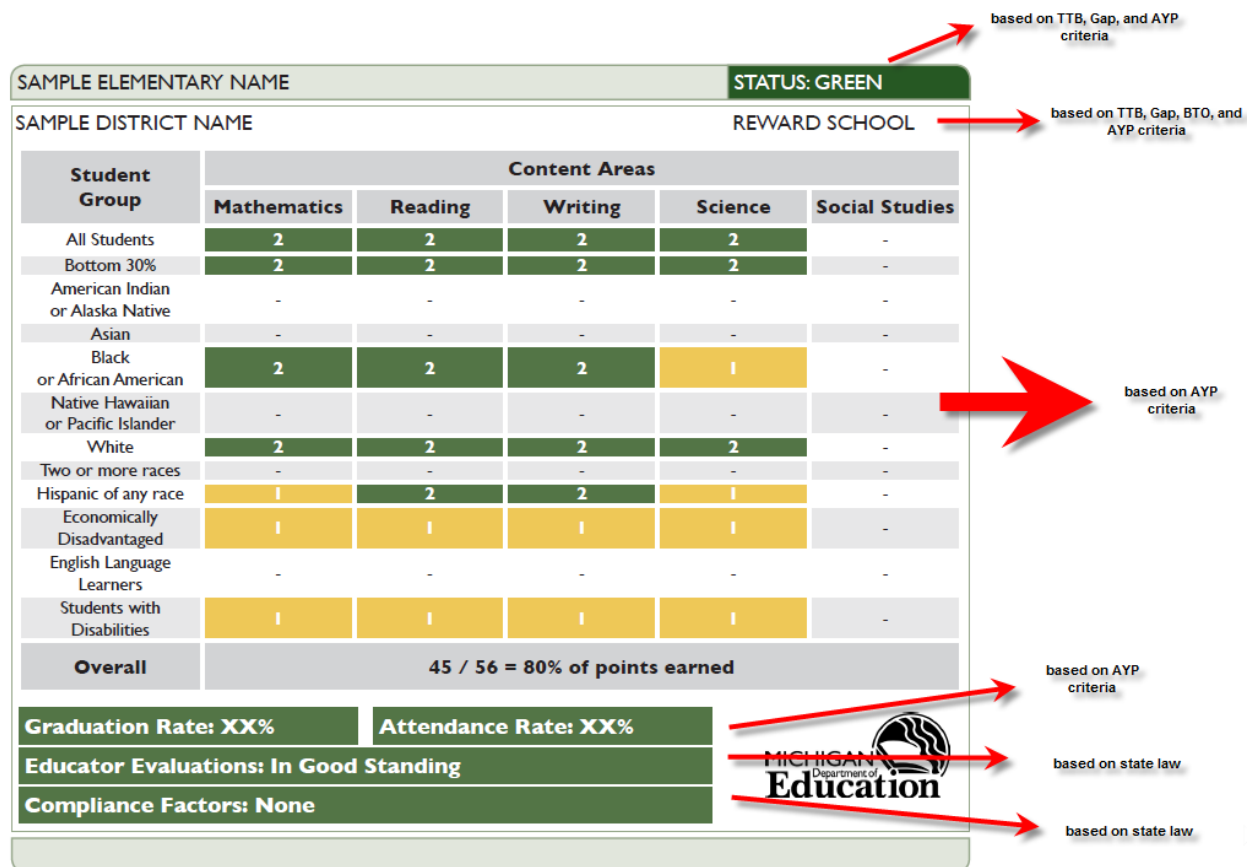 based on TTB, Gap, and AYP
criteria
SAMPLE ELEMENTARY NAME STATUS: GREEN
SAMPLE DISTRICT NAME REWARD SCHOOL
based on TTB, Gap, BTO, and
AYP criteria
Student
Group
Content Areas
Mathematics Reading Writing Science Social Studies
All Students 2 2 2 2 -
Bottom 30% 2 2 2 2 -
American Indian
or Alaska Native - - - - -
Asian - - - - -
Black
or African American 2 2 2 1 -
Native Hawaiian
or Pacific Islander - - - - -
based on AYP
criteria
White 2 2 2 2 -
Two or more races - - - - -
Hispanic of any race 1 2 2 1 -
Economically
Disadvantaged 1 1 1 1 -
English Language
Learners - - - - -
Students with
Disabilities 1 1 1 1 -
Overall 45 / 56 = 80% of points earned
based on AYP
criteria
Graduation Rate: XX% Attendance Rate: XX%
Educator Evaluations: In Good Standing
Compliance Factors: None
MICHIGAN
Department of
Education
based on state law
based on state law